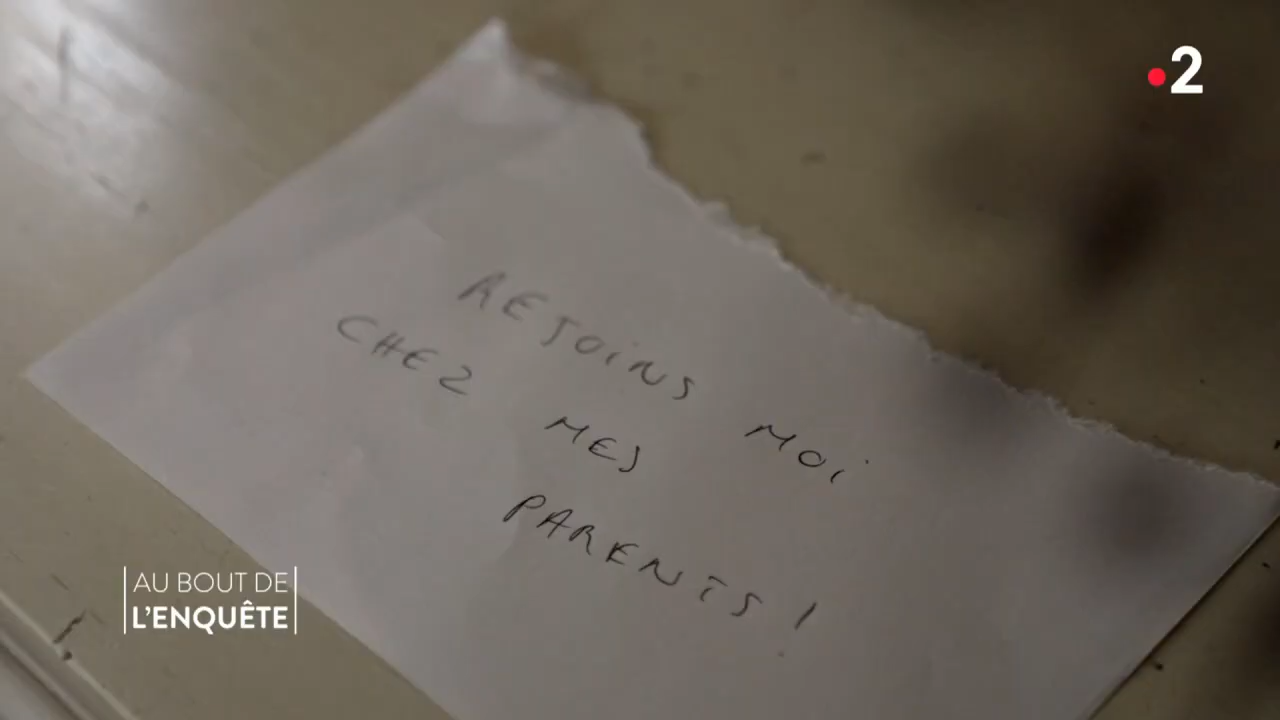 2
REJOINS MOI
CHEZ MES
PARENTS !
AU BOUT DE
L'ENQUÊTE